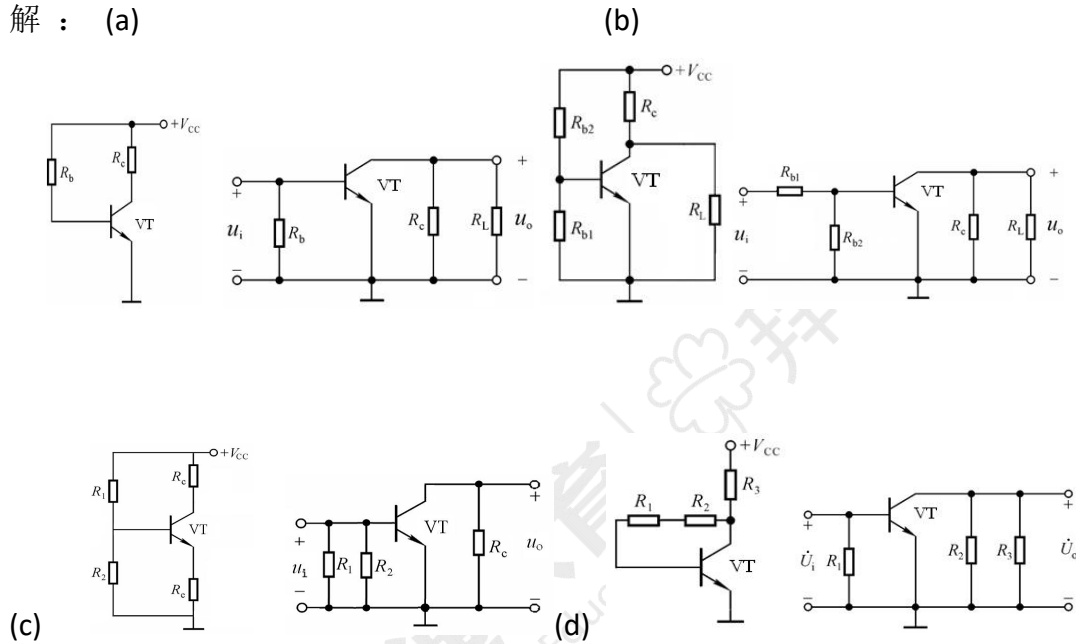 解 ： (a) (b)
+V_CC
R_b R_c VT
u_i + − R_b VT R_c R_L + u_o −
+V_CC
R_b2 R_c VT R_b1 R_L
R_b1 + u_i − R_b2 VT R_c R_L + u_o −
+V_CC
R_1 R_c VT R_2 R_e
+ u_i − R_1 R_2 VT R_c + u_o −
+V_CC
R_3 R_1 R_2 VT
+ U̇_i − R_1 VT R_2 R_3 + U̇_o −
(c) (d)